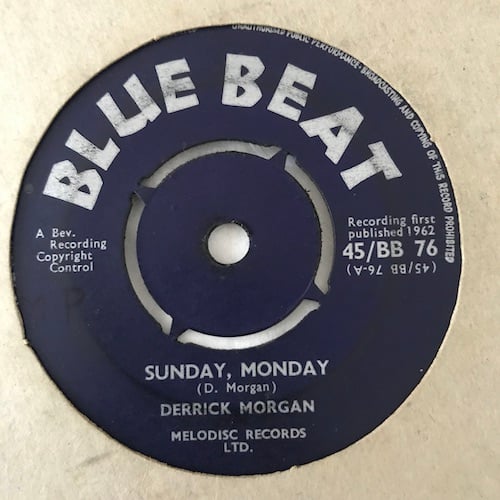 UNAUTHORISED PUBLIC PERFORMANCE · BROADCASTING AND COPYING OF THIS RECORD PROHIBITED
BLUE BEAT
A Bev.
Recording
Copyright
Control
Recording first
published 1962
45/BB 76
(45/BB 76-A)
SUNDAY, MONDAY
(D. Morgan)
DERRICK MORGAN
MELODISC RECORDS
LTD.